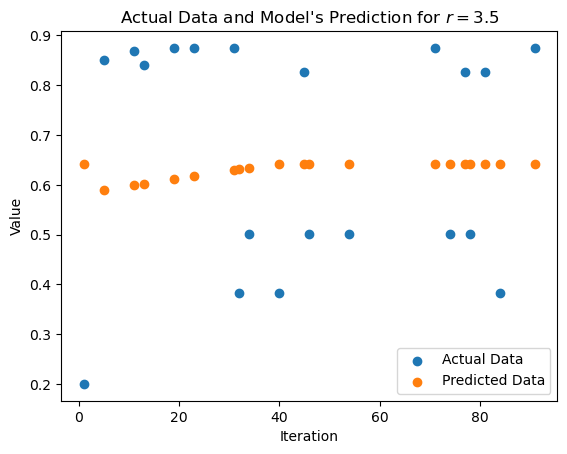 Actual Data and Model's Prediction for r = 3.5
0.9
0.8
0.7
0.6
0.5
0.4
0.3
0.2
Value
0 20 40 60 80
Iteration
Actual Data
Predicted Data